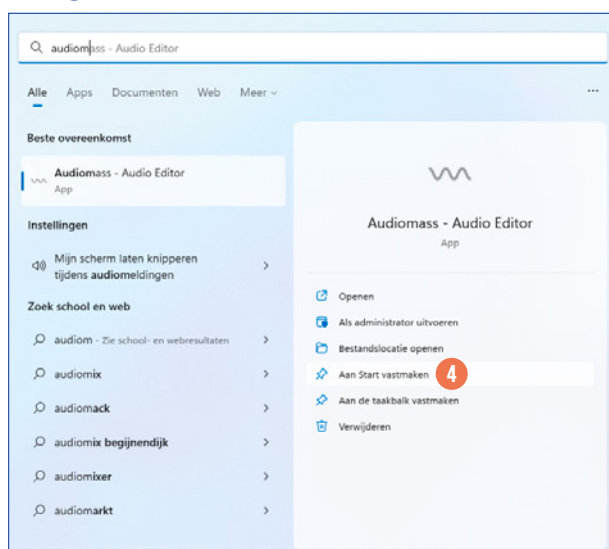 audiomass - Audio Editor
Alle Apps Documenten Web Meer
...
Beste overeenkomst
Audiomass - Audio Editor
App
Instellingen
Mijn scherm laten knipperen
tijdens audiomeldingen
Zoek school en web
audiom - Zie school- en webresultaten
audiomix
audiomack
audiomix begijnendijk
audiomixer
audiomarkt
Audiomass - Audio Editor
App
Openen
Als administrator uitvoeren
Bestandslocatie openen
Aan Start vastmaken 4
Aan de taakbalk vastmaken
Verwijderen